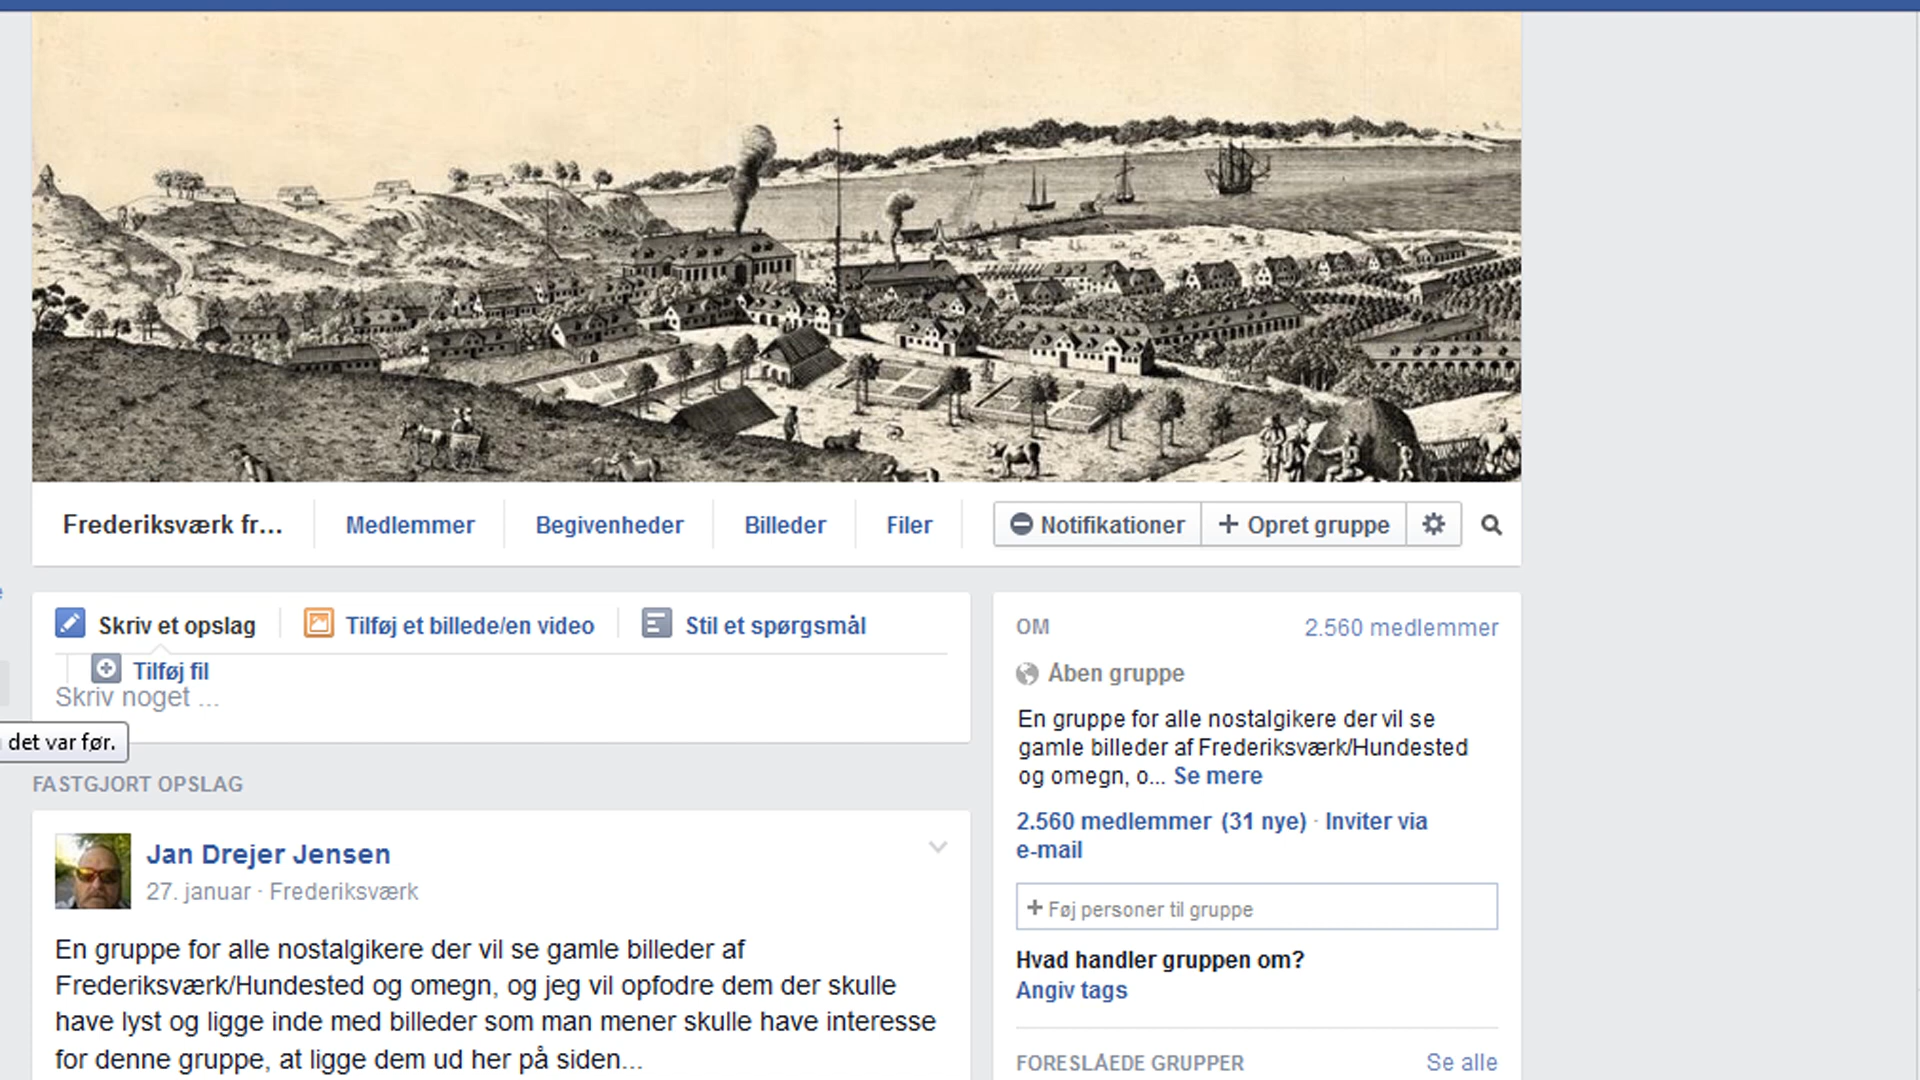 Frederiksværk fr...
Medlemmer
Begivenheder
Billeder
Filer
Notifikationer
+ Opret gruppe
Skriv et opslag
Tilføj et billede/en video
Stil et spørgsmål
Tilføj fil
Skriv noget ...
det var før.
FASTGJORT OPSLAG
Jan Drejer Jensen
27. januar · Frederiksværk
En gruppe for alle nostalgikere der vil se gamle billeder af
Frederiksværk/Hundested og omegn, og jeg vil opfodre dem der skulle
have lyst og ligge inde med billeder som man mener skulle have interesse
for denne gruppe, at ligge dem ud her på siden...
OM
2.560 medlemmer
Åben gruppe
En gruppe for alle nostalgikere der vil se
gamle billeder af Frederiksværk/Hundested
og omegn, o... Se mere
2.560 medlemmer (31 nye) · Inviter via
e-mail
+ Føj personer til gruppe
Hvad handler gruppen om?
Angiv tags
FORESLÅEDE GRUPPER
Se alle